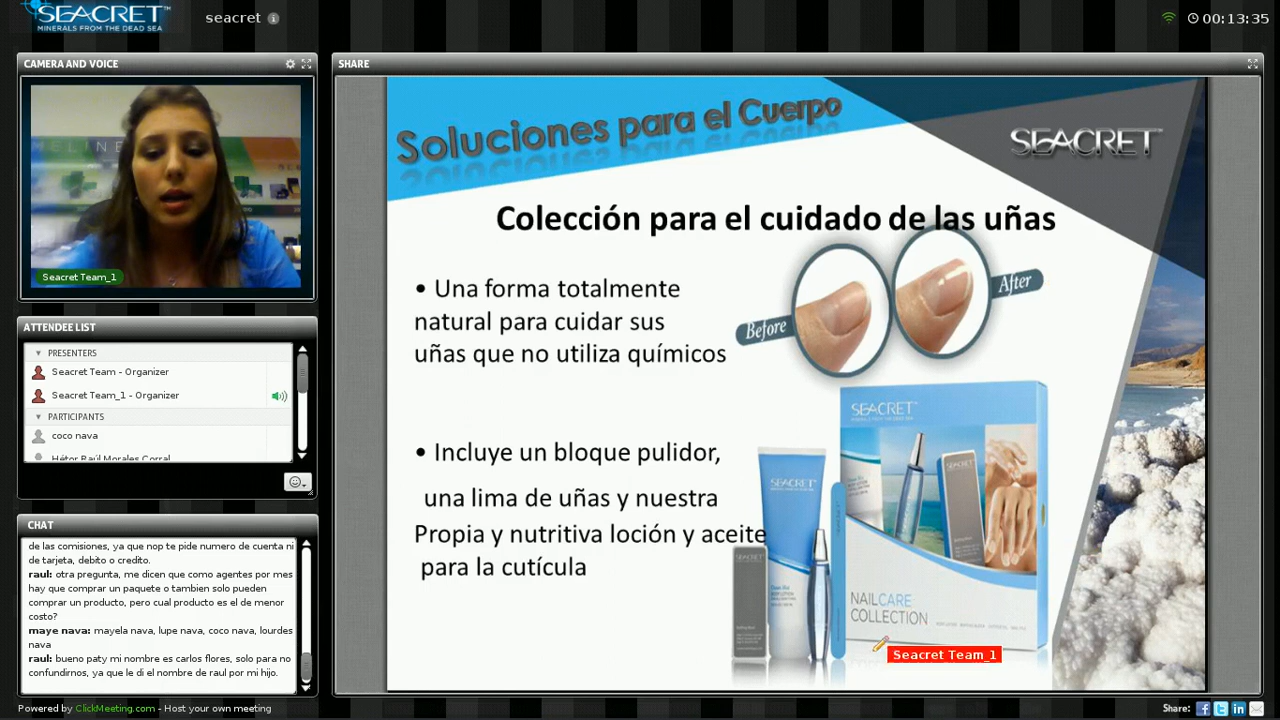 SEACRET
MINERALS FROM THE DEAD SEA
seacret
00:13:35
CAMERA AND VOICE
Seacret Team_1
ATTENDEE LIST
PRESENTERS
Seacret Team - Organizer
Seacret Team_1 - Organizer
PARTICIPANTS
coco nava
Hétor Raúl Morales Corral
CHAT
de las comisiones, ya que nop te pide numero de cuenta ni
de tarjeta, debito o credito.
raul: otra pregunta, me dicen que como agentes por mes
hay que comprar un paquete o tambien solo pueden
comprar un producto, pero cual producto es el de menor
costo?
maye nava: mayela nava, lupe nava, coco nava, lourdes
nava
raul: bueno paty mi nombre es carlos flores, solo para no
confundirnos, ya que le di el nombre de raul por mi hijo.
SHARE
Soluciones para el Cuerpo
SEACRET
Colección para el cuidado de las uñas
• Una forma totalmente
natural para cuidar sus
uñas que no utiliza químicos
Before
After
• Incluye un bloque pulidor,
una lima de uñas y nuestra
Propia y nutritiva loción y aceite
para la cutícula
SEACRET
SEACRET
NAILCARE
COLLECTION
Seacret Team_1
Powered by ClickMeeting.com - Host your own meeting
Share: